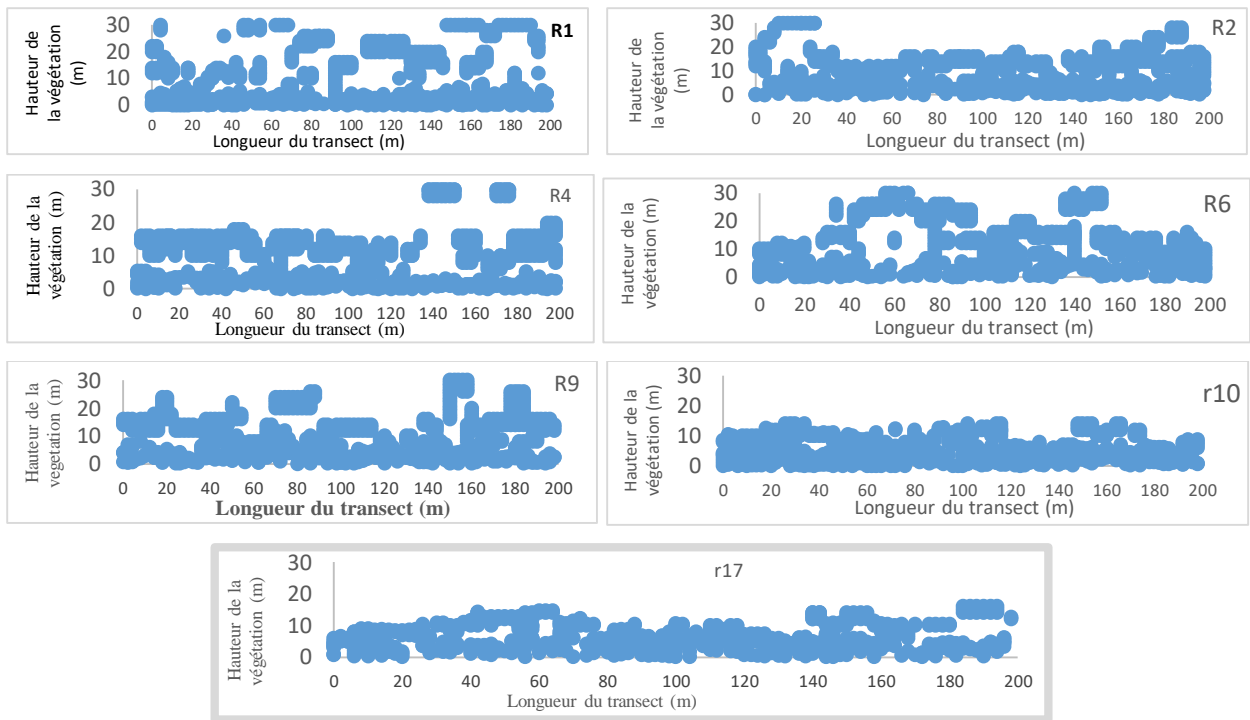 R1
Hauteur de
la végétation
(m)
30
20
10
0
0 20 40 60 80 100 120 140 160 180 200
Longueur du transect (m)
R2
Hauteur de
la végétation
(m)
30
20
10
0
0 20 40 60 80 100 120 140 160 180 200
Longueur du transect (m)
R4
Hauteur de la
végétation (m)
30
20
10
0
0 20 40 60 80 100 120 140 160 180 200
Longueur du transect (m)
R6
Hauteur de la
végétation (m)
30
20
10
0
0 20 40 60 80 100 120 140 160 180 200
Longueur du transect (m)
R9
Hauteur de la
vegetation (m)
30
20
10
0
0 20 40 60 80 100 120 140 160 180 200
Longueur du transect (m)
r10
Hauteur de la
végétation (m)
30
20
10
0
0 20 40 60 80 100 120 140 160 180 200
Longueur du transect (m)
r17
Hauteur de la
végétation (m)
30
20
10
0
0 20 40 60 80 100 120 140 160 180 200
Longueur du transect (m)